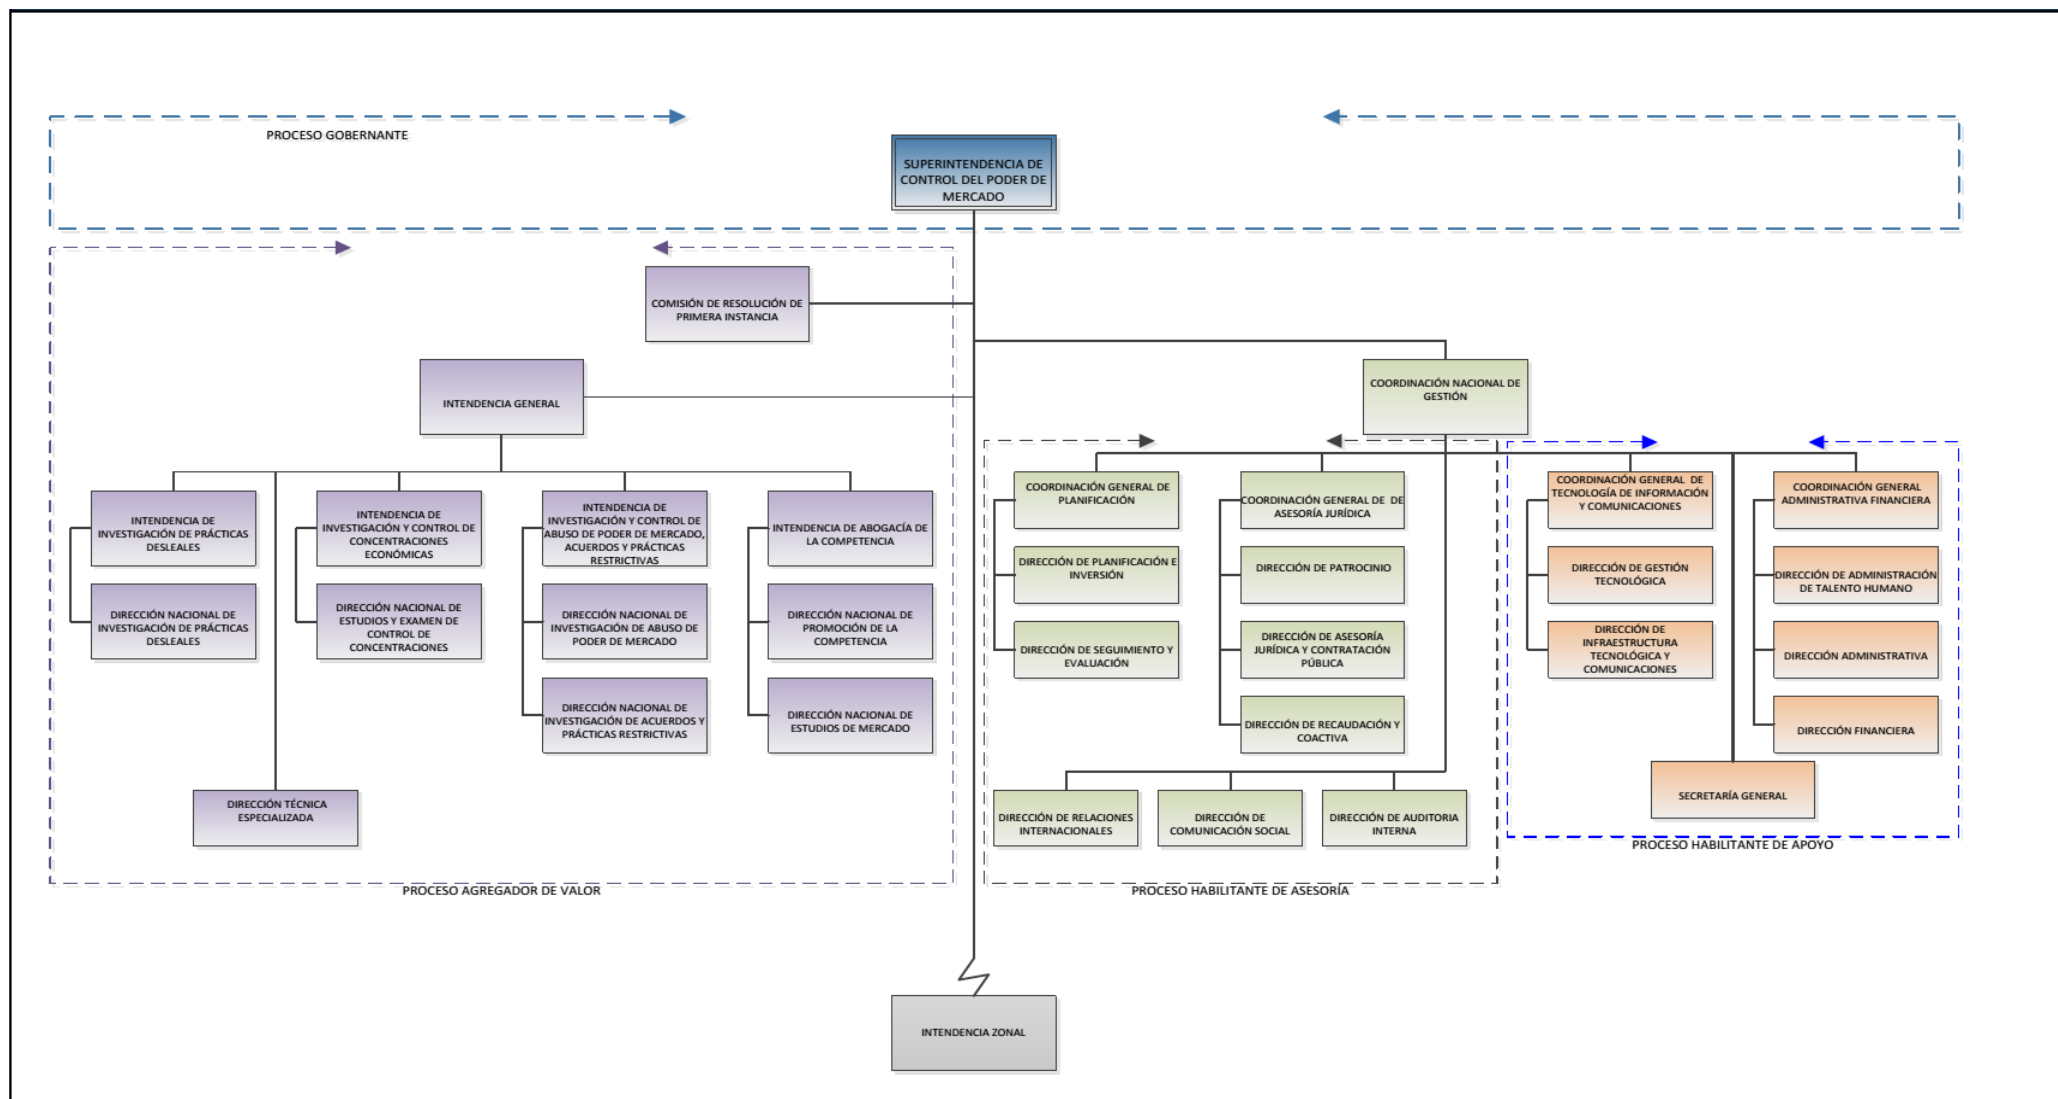 PROCESO GOBERNANTE
SUPERINTENDENCIA DE
CONTROL DEL PODER DE
MERCADO
COMISIÓN DE RESOLUCIÓN DE
PRIMERA INSTANCIA
INTENDENCIA GENERAL
COORDINACIÓN NACIONAL DE
GESTIÓN
INTENDENCIA DE
INVESTIGACIÓN DE PRÁCTICAS
DESLEALES
DIRECCIÓN NACIONAL DE
INVESTIGACIÓN DE PRÁCTICAS
DESLEALES
INTENDENCIA DE
INVESTIGACIÓN Y CONTROL DE
CONCENTRACIONES
ECONÓMICAS
DIRECCIÓN NACIONAL DE
ESTUDIOS Y EXAMEN DE
CONTROL DE
CONCENTRACIONES
INTENDENCIA DE
INVESTIGACIÓN Y CONTROL DE
ABUSO DE PODER DE MERCADO,
ACUERDOS Y PRÁCTICAS
RESTRICTIVAS
DIRECCIÓN NACIONAL DE
INVESTIGACIÓN DE ABUSO DE
PODER DE MERCADO
DIRECCIÓN NACIONAL DE
INVESTIGACIÓN DE ACUERDOS Y
PRÁCTICAS RESTRICTIVAS
INTENDENCIA DE ABOGACÍA DE
LA COMPETENCIA
DIRECCIÓN NACIONAL DE
PROMOCIÓN DE LA
COMPETENCIA
DIRECCIÓN NACIONAL DE
ESTUDIOS DE MERCADO
DIRECCIÓN TÉCNICA
ESPECIALIZADA
PROCESO AGREGADOR DE VALOR
COORDINACIÓN GENERAL DE
PLANIFICACIÓN
DIRECCIÓN DE PLANIFICACIÓN E
INVERSIÓN
DIRECCIÓN DE SEGUIMIENTO Y
EVALUACIÓN
COORDINACIÓN GENERAL DE  DE
ASESORÍA JURÍDICA
DIRECCIÓN DE PATROCINIO
DIRECCIÓN DE ASESORÍA
JURÍDICA Y CONTRATACIÓN
PÚBLICA
DIRECCIÓN DE RECAUDACIÓN Y
COACTIVA
DIRECCIÓN DE RELACIONES
INTERNACIONALES
DIRECCIÓN DE
COMUNICACIÓN SOCIAL
DIRECCIÓN DE AUDITORIA
INTERNA
PROCESO HABILITANTE DE ASESORÍA
COORDINACIÓN GENERAL  DE
TECNOLOGÍA DE INFORMACIÓN
Y COMUNICACIONES
DIRECCIÓN DE GESTIÓN
TECNOLÓGICA
DIRECCIÓN DE
INFRAESTRUCTURA
TECNOLÓGICA Y
COMUNICACIONES
COORDINACIÓN GENERAL
ADMINISTRATIVA FINANCIERA
DIRECCIÓN DE ADMINISTRACIÓN
DE TALENTO HUMANO
DIRECCIÓN ADMINISTRATIVA
DIRECCIÓN FINANCIERA
SECRETARÍA GENERAL
PROCESO HABILITANTE DE APOYO
INTENDENCIA ZONAL